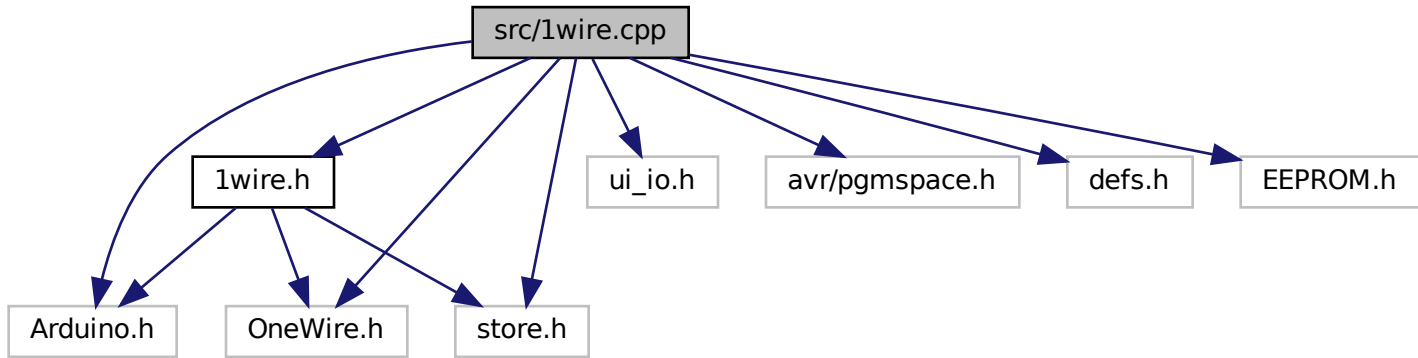 src/1wire.cpp
1wire.h
ui_io.h
avr/pgmspace.h
defs.h
EEPROM.h
Arduino.h
OneWire.h
store.h